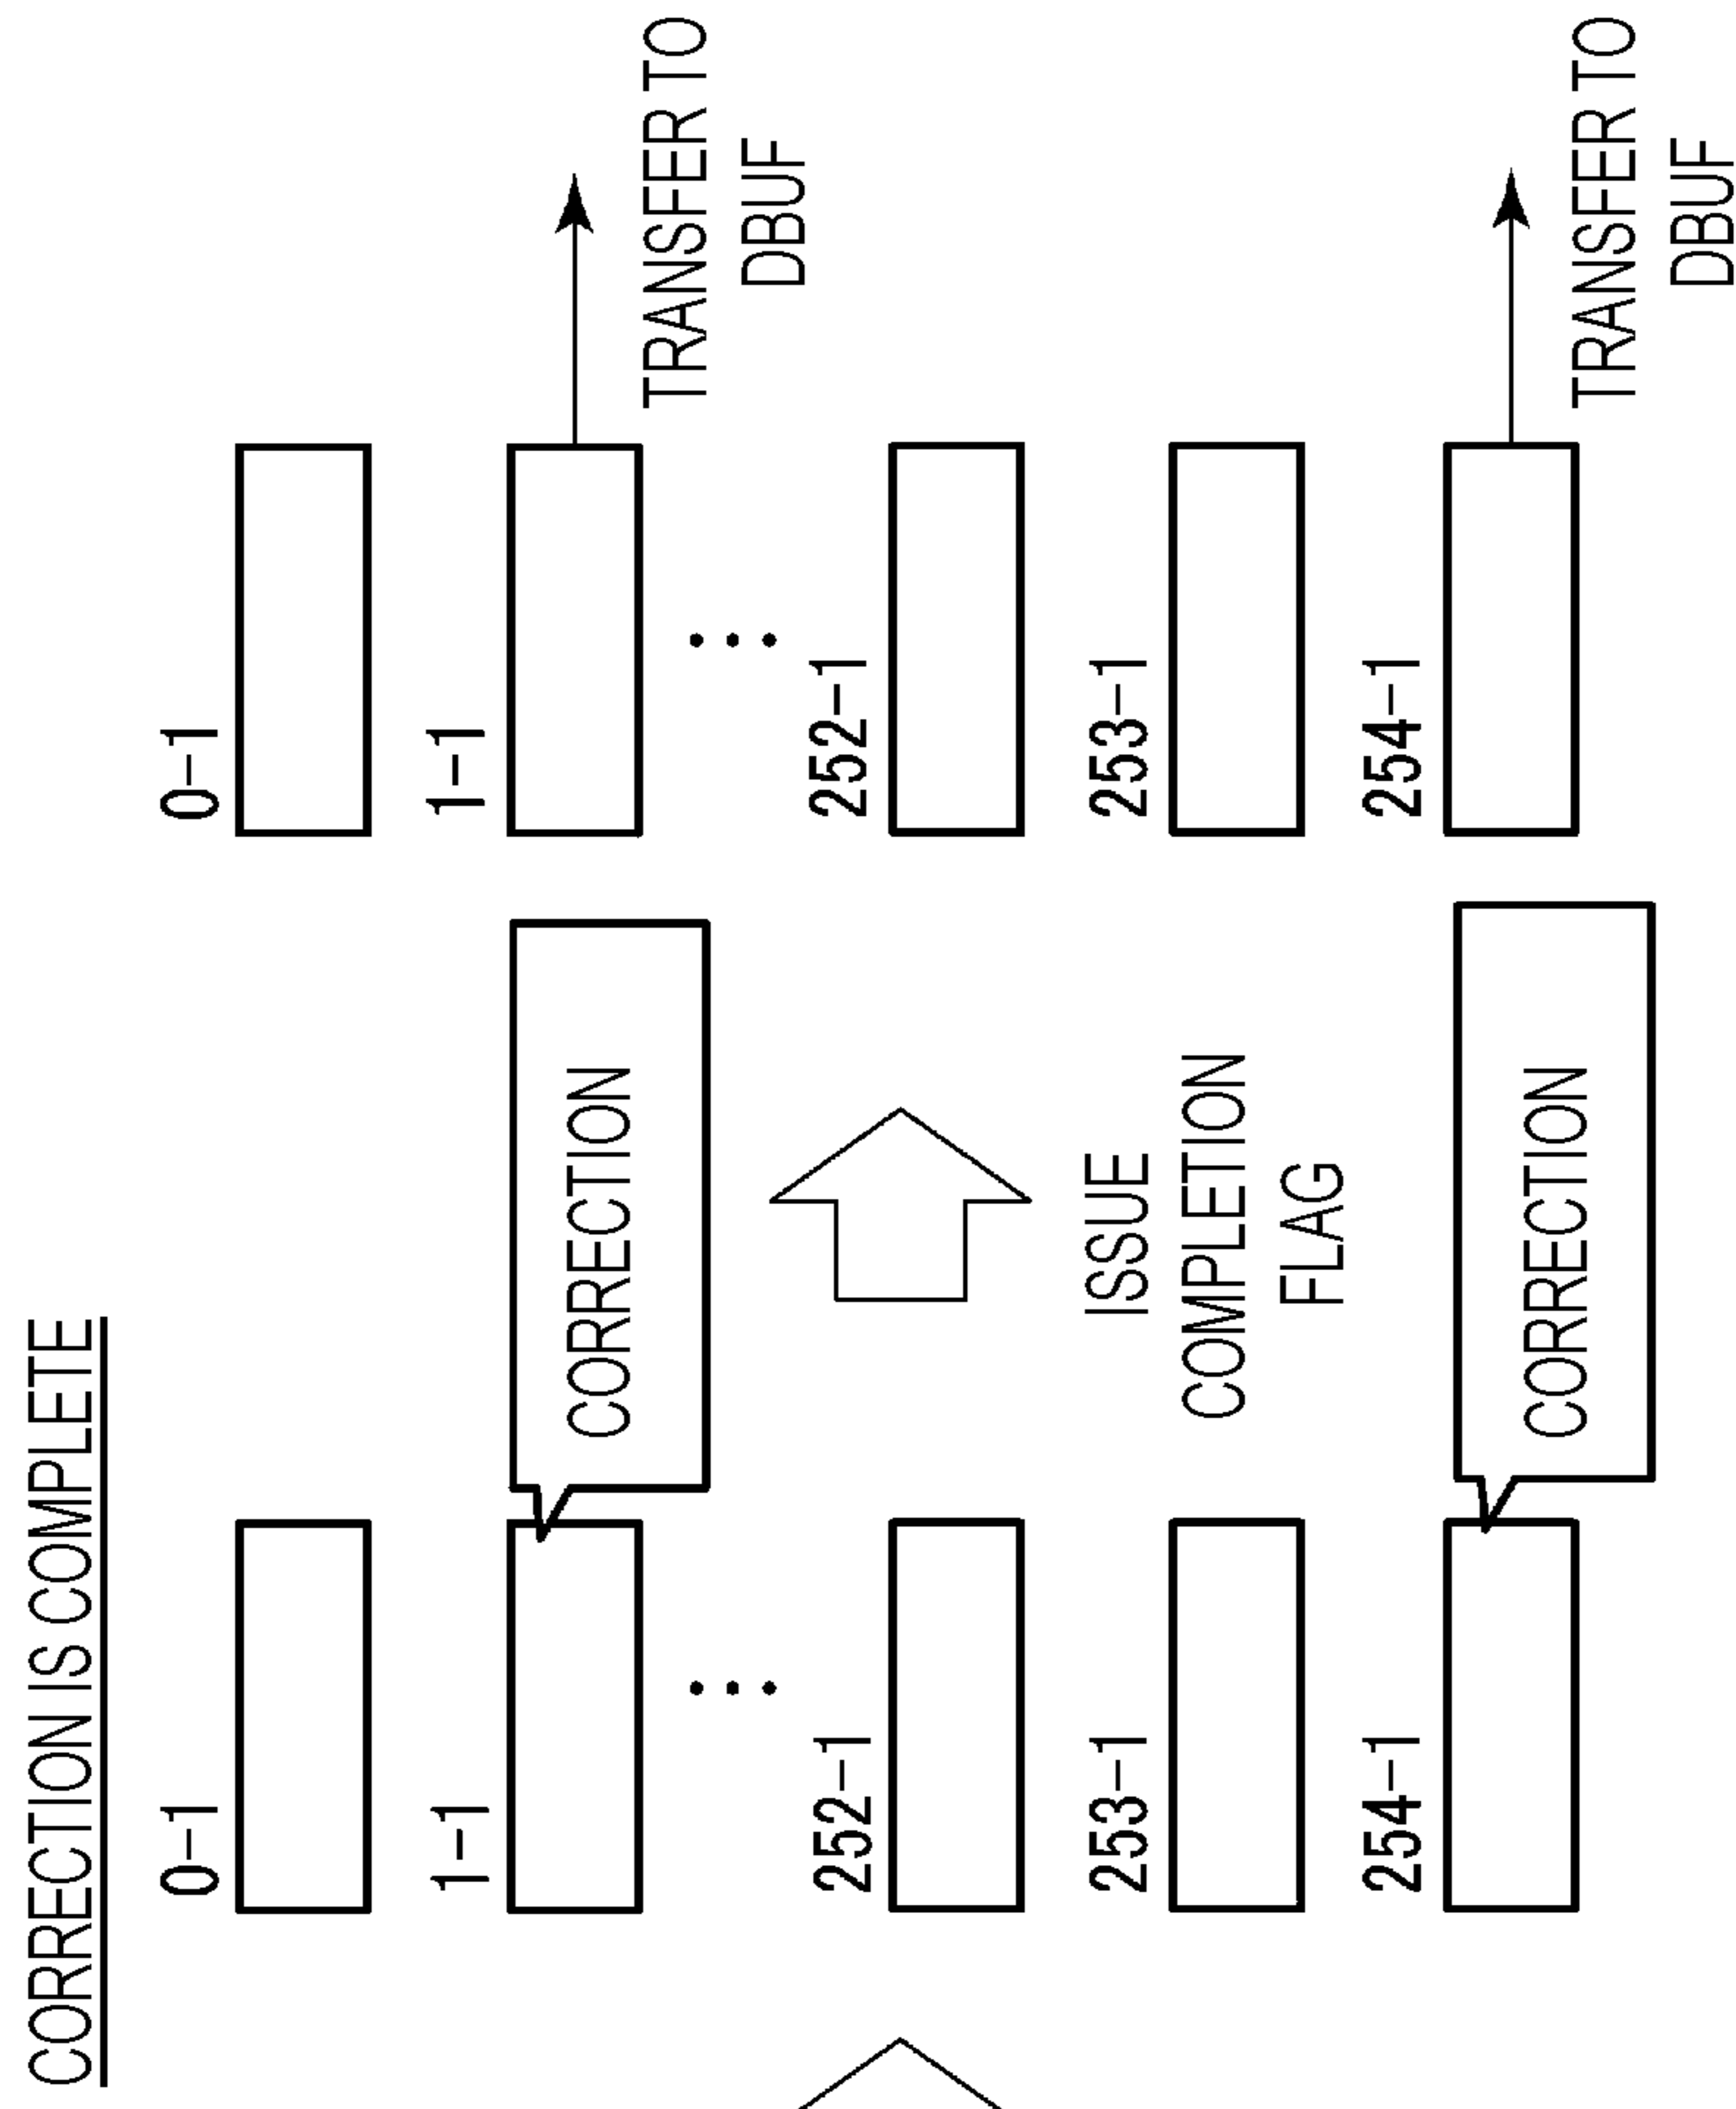 CORRECTION IS COMPLETE
0-1
0-1
1-1
CORRECTION
1-1
TRANSFER TO
DBUF
252-1
252-1
ISSUE
COMPLETION
FLAG
253-1
253-1
254-1
CORRECTION
254-1
TRANSFER TO
DBUF